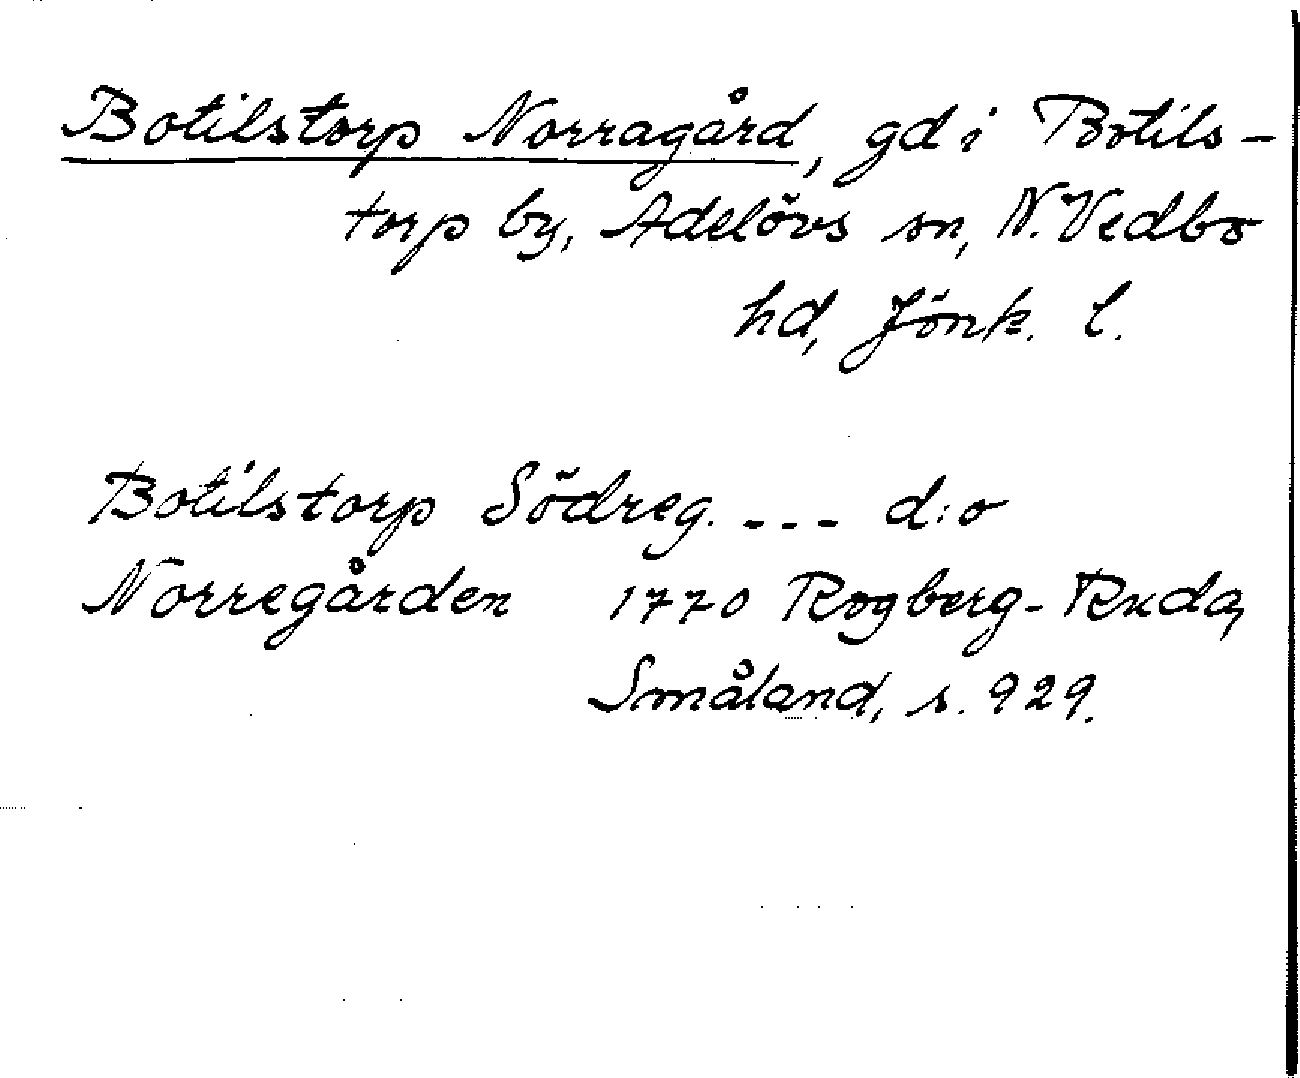 Botilstorp Norragård, gd i Botils-
torp by, Adelövs sn, N. Vedbo
hd, Jönk. l.
Botilstorp Södreg. --- d:o
Norregården 1770 Rogberg-Ruda,
Småland, s. 929.